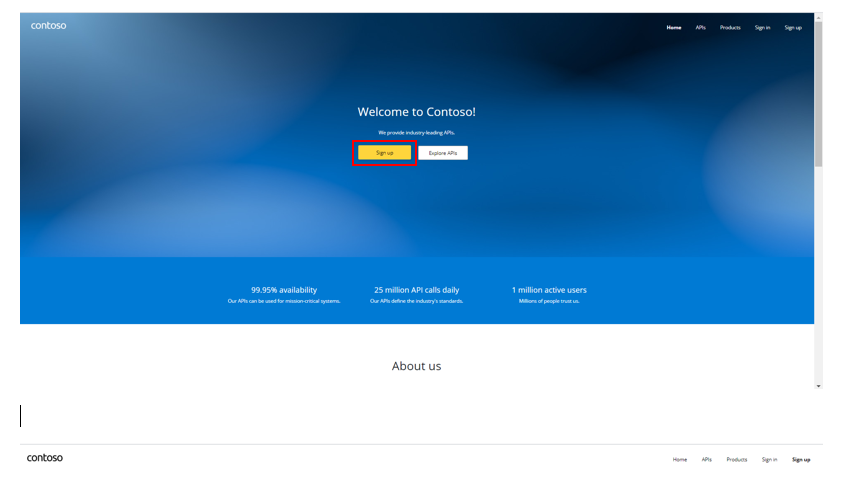 contoso
Home APIs Products Sign in Sign up
Welcome to Contoso!
We provide industry-leading APIs.
Sign up Explore APIs
99.95% availability 25 million API calls daily 1 million active users
Our APIs can be used for mission-critical systems. Our APIs define the industry's standards. Millions of people trust us.
About us
contoso
Home APIs Products Sign in Sign up